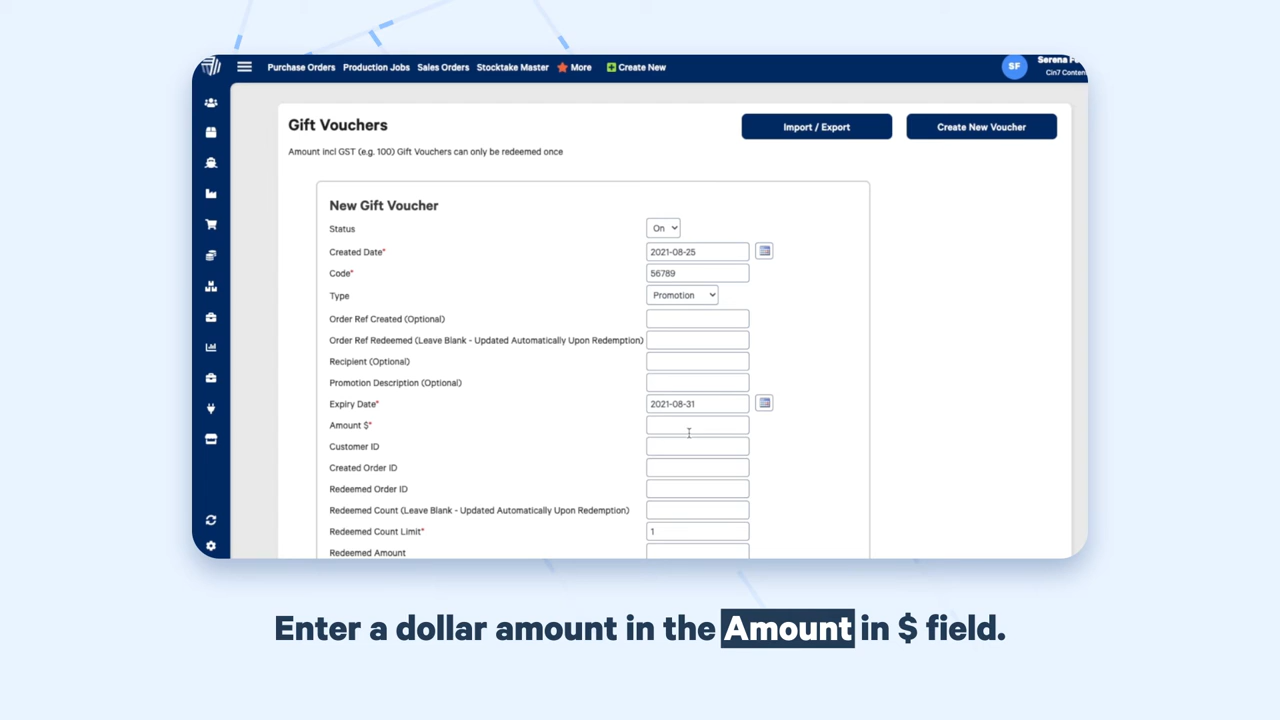 Purchase Orders Production Jobs Sales Orders Stocktake Master More Create New
SF
Serena F
Cin7 Conten
Gift Vouchers
Import / Export
Create New Voucher
Amount incl GST (e.g. 100) Gift Vouchers can only be redeemed once
New Gift Voucher
Status On
Created Date* 2021-08-25
Code* 56789
Type Promotion
Order Ref Created (Optional)
Order Ref Redeemed (Leave Blank - Updated Automatically Upon Redemption)
Recipient (Optional)
Promotion Description (Optional)
Expiry Date* 2021-08-31
Amount $*
Customer ID
Created Order ID
Redeemed Order ID
Redeemed Count (Leave Blank - Updated Automatically Upon Redemption)
Redeemed Count Limit* 1
Redeemed Amount
Enter a dollar amount in the Amount in $ field.